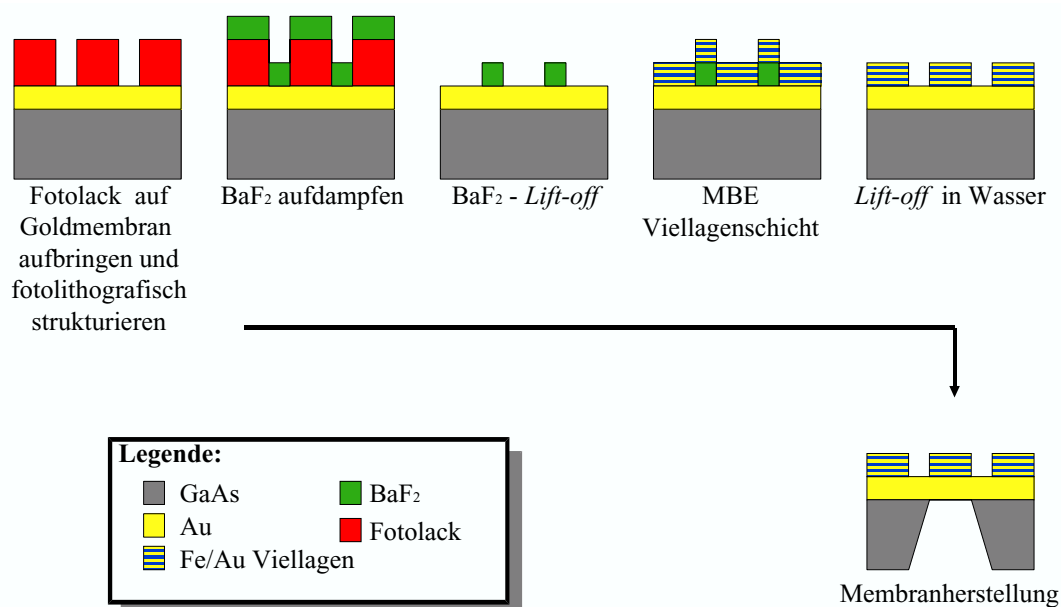 Fotolack auf
Goldmembran
aufbringen und
fotolithografisch
strukturieren
BaF₂ aufdampfen
BaF₂ - Lift-off
MBE
Viellagenschicht
Lift-off in Wasser
Legende:
GaAs
BaF₂
Au
Fotolack
Fe/Au Viellagen
Membranherstellung